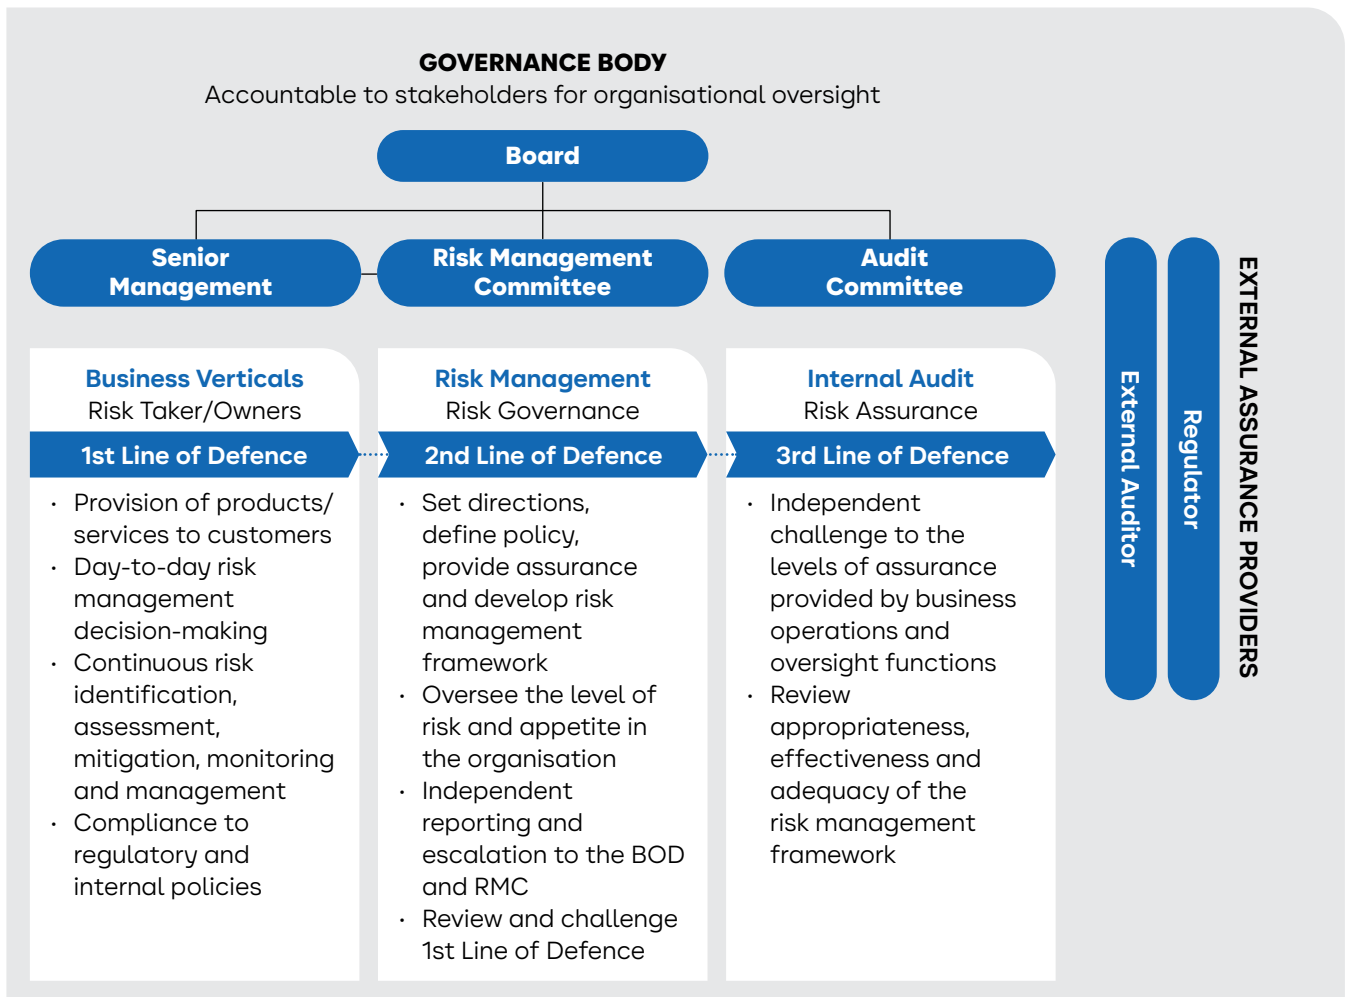 GOVERNANCE BODY
Accountable to stakeholders for organisational oversight
Board
Senior
Management
Risk Management
Committee
Audit
Committee
Business Verticals
Risk Taker/Owners
1st Line of Defence
· Provision of products/
services to customers
· Day-to-day risk
management
decision-making
· Continuous risk
identification,
assessment,
mitigation, monitoring
and management
· Compliance to
regulatory and
internal policies
Risk Management
Risk Governance
2nd Line of Defence
· Set directions,
define policy,
provide assurance
and develop risk
management
framework
· Oversee the level of
risk and appetite in
the organisation
· Independent
reporting and
escalation to the BOD
and RMC
· Review and challenge
1st Line of Defence
Internal Audit
Risk Assurance
3rd Line of Defence
· Independent
challenge to the
levels of assurance
provided by business
operations and
oversight functions
· Review
appropriateness,
effectiveness and
adequacy of the
risk management
framework
External Auditor
Regulator
EXTERNAL ASSURANCE PROVIDERS